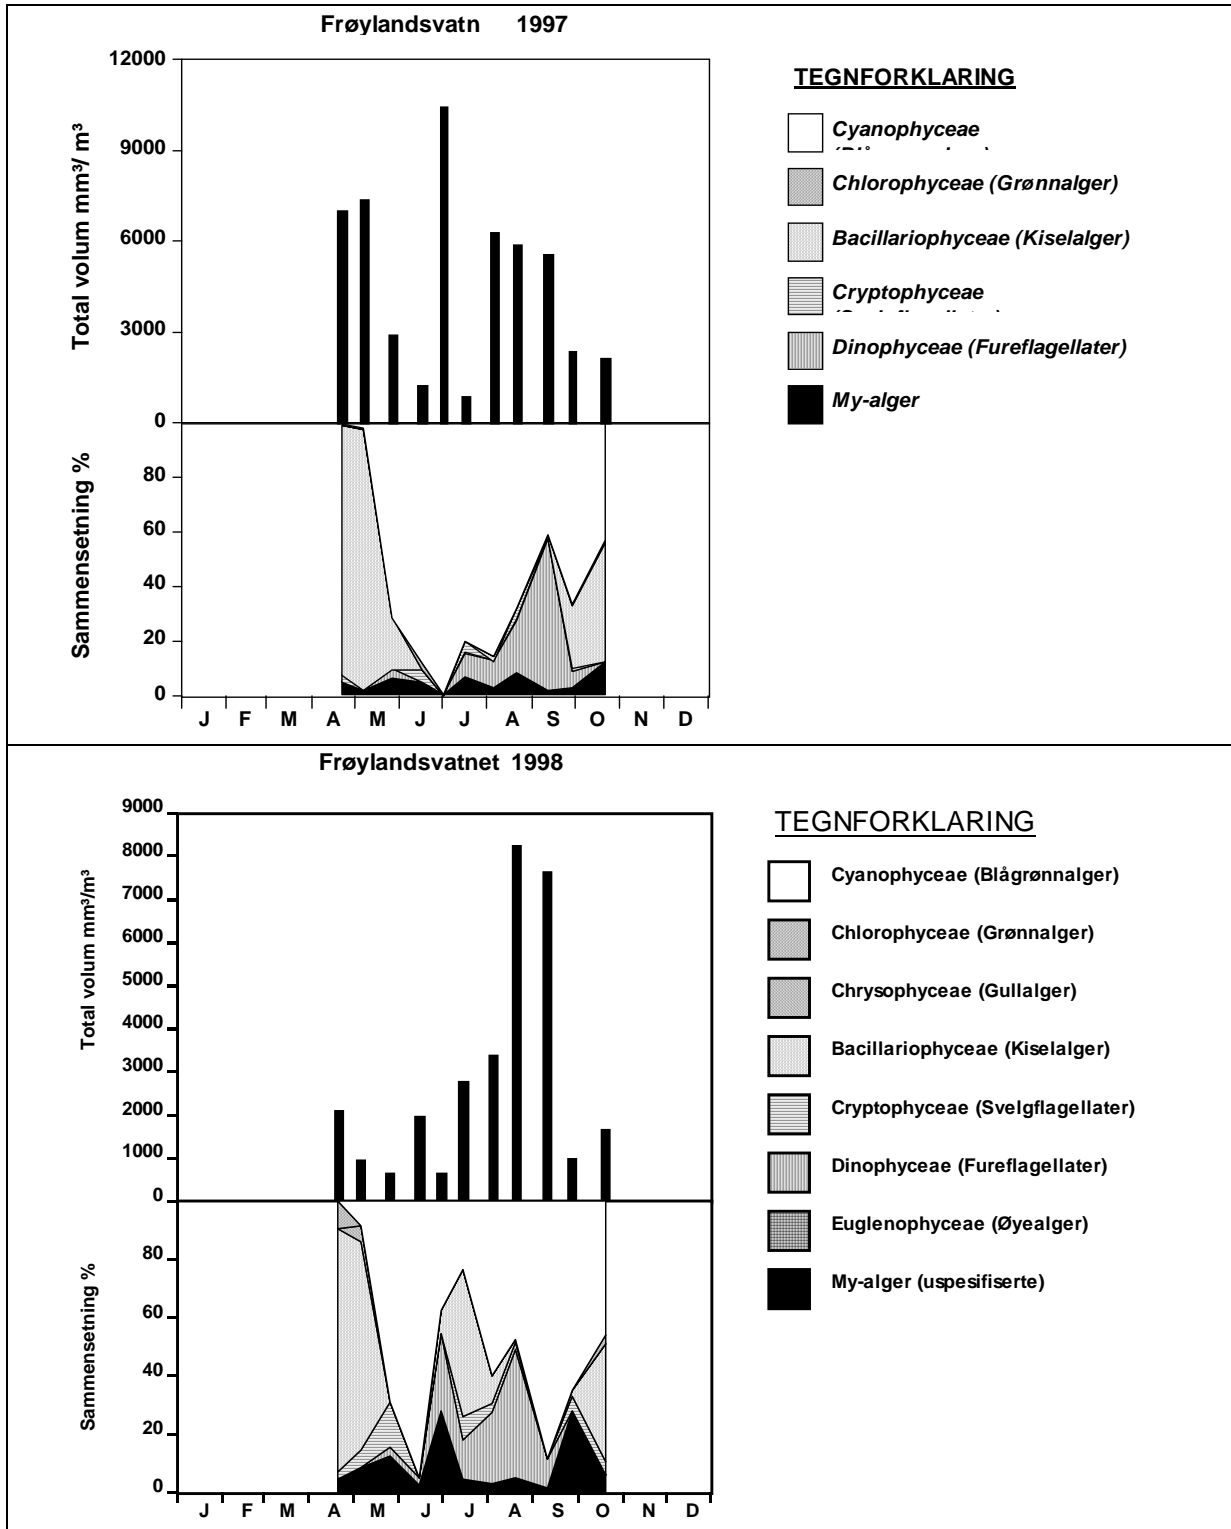 Frøylandsvatn 1997
12000
9000
6000
3000
0
Total volum mm³/ m³
80
60
40
20
0
Sammensetning %
J F M A M J J A S O N D
TEGNFORKLARING
Cyanophyceae
Chlorophyceae (Grønnalger)
Bacillariophyceae (Kiselalger)
Cryptophyceae
Dinophyceae (Fureflagellater)
My-alger
Frøylandsvatnet 1998
9000
8000
7000
6000
5000
4000
3000
2000
1000
0
Total volum mm³/m³
80
60
40
20
0
Sammensetning %
J F M A M J J A S O N D
TEGNFORKLARING
Cyanophyceae (Blågrønnalger)
Chlorophyceae (Grønnalger)
Chrysophyceae (Gullalger)
Bacillariophyceae (Kiselalger)
Cryptophyceae (Svelgflagellater)
Dinophyceae (Fureflagellater)
Euglenophyceae (Øyealger)
My-alger (uspesifiserte)